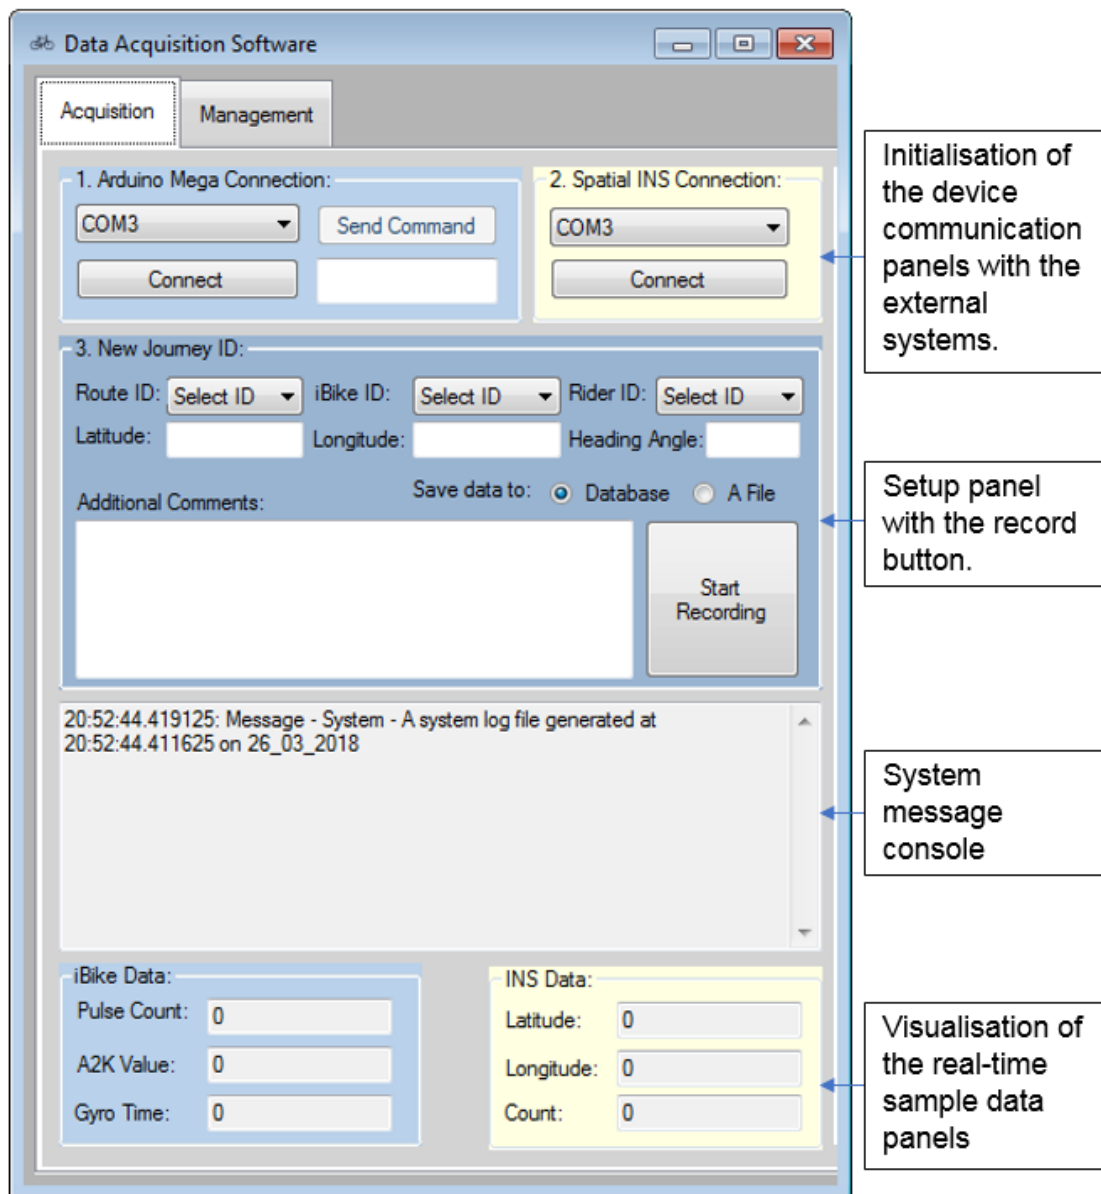 Data Acquisition Software
Acquisition
Management
1. Arduino Mega Connection:
COM3
Send Command
Connect
2. Spatial INS Connection:
COM3
Connect
Initialisation of
the device
communication
panels with the
external
systems.
3. New Journey ID:
Route ID: Select ID iBike ID: Select ID Rider ID: Select ID
Latitude: Longitude: Heading Angle:
Save data to: Database A File
Additional Comments:
Start
Recording
Setup panel
with the record
button.
20:52:44.419125: Message - System - A system log file generated at
20:52:44.411625 on 26_03_2018
System
message
console
iBike Data:
Pulse Count: 0
A2K Value: 0
Gyro Time: 0
INS Data:
Latitude: 0
Longitude: 0
Count: 0
Visualisation of
the real-time
sample data
panels